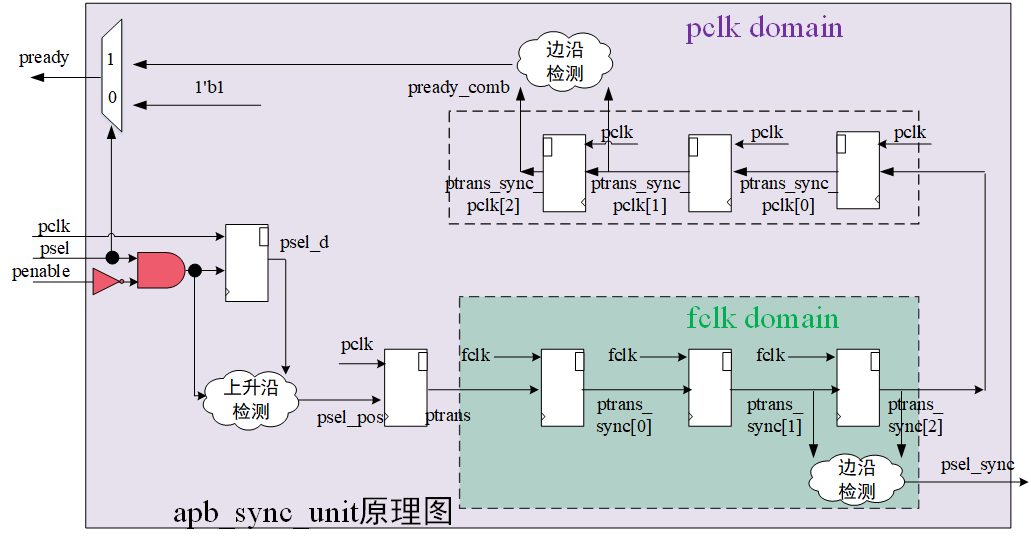 pclk domain
pready
1
0
1'b1
边沿
检测
pready_comb
pclk
pclk
pclk
ptrans_sync_
pclk[2]
ptrans_sync_
pclk[1]
ptrans_sync_
pclk[0]
pclk
psel
penable
psel_d
fclk domain
pclk
fclk
fclk
fclk
上升沿
检测
psel_pos
ptrans
ptrans_
sync[0]
ptrans_
sync[1]
ptrans_
sync[2]
边沿
检测
psel_sync
apb_sync_unit原理图